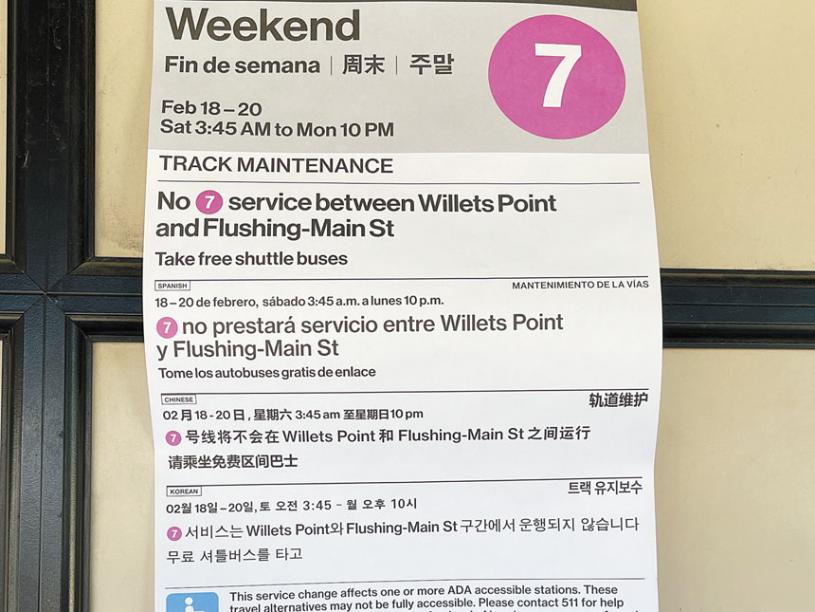 Weekend
Fin de semana | 周末 | 주말
7
Feb 18 – 20
Sat 3:45 AM to Mon 10 PM
TRACK MAINTENANCE
No 7 service between Willets Point
and Flushing-Main St
Take free shuttle buses
SPANISH
MANTENIMIENTO DE LA VÍAS
18 – 20 de febrero, sábado 3:45 a.m. a lunes 10 p.m.
7 no prestará servicio entre Willets Point
y Flushing-Main St
Tome los autobuses gratis de enlace
CHINESE
轨道维护
02 月 18 - 20 日 , 星期六 3:45 am 至星期日10 pm
7 号线将不会在 Willets Point 和 Flushing-Main St 之间运行
请乘坐免费区间巴士
KOREAN
트랙 유지보수
02월 18일 – 20일, 토 오전 3:45 – 월 오후 10시
7 서비스는 Willets Point와 Flushing-Main St 구간에서 운행되지 않습니다
무료 셔틀버스를 타고
This service change affects one or more ADA accessible stations. These
travel alternatives may not be fully accessible. Please contact 511 for help